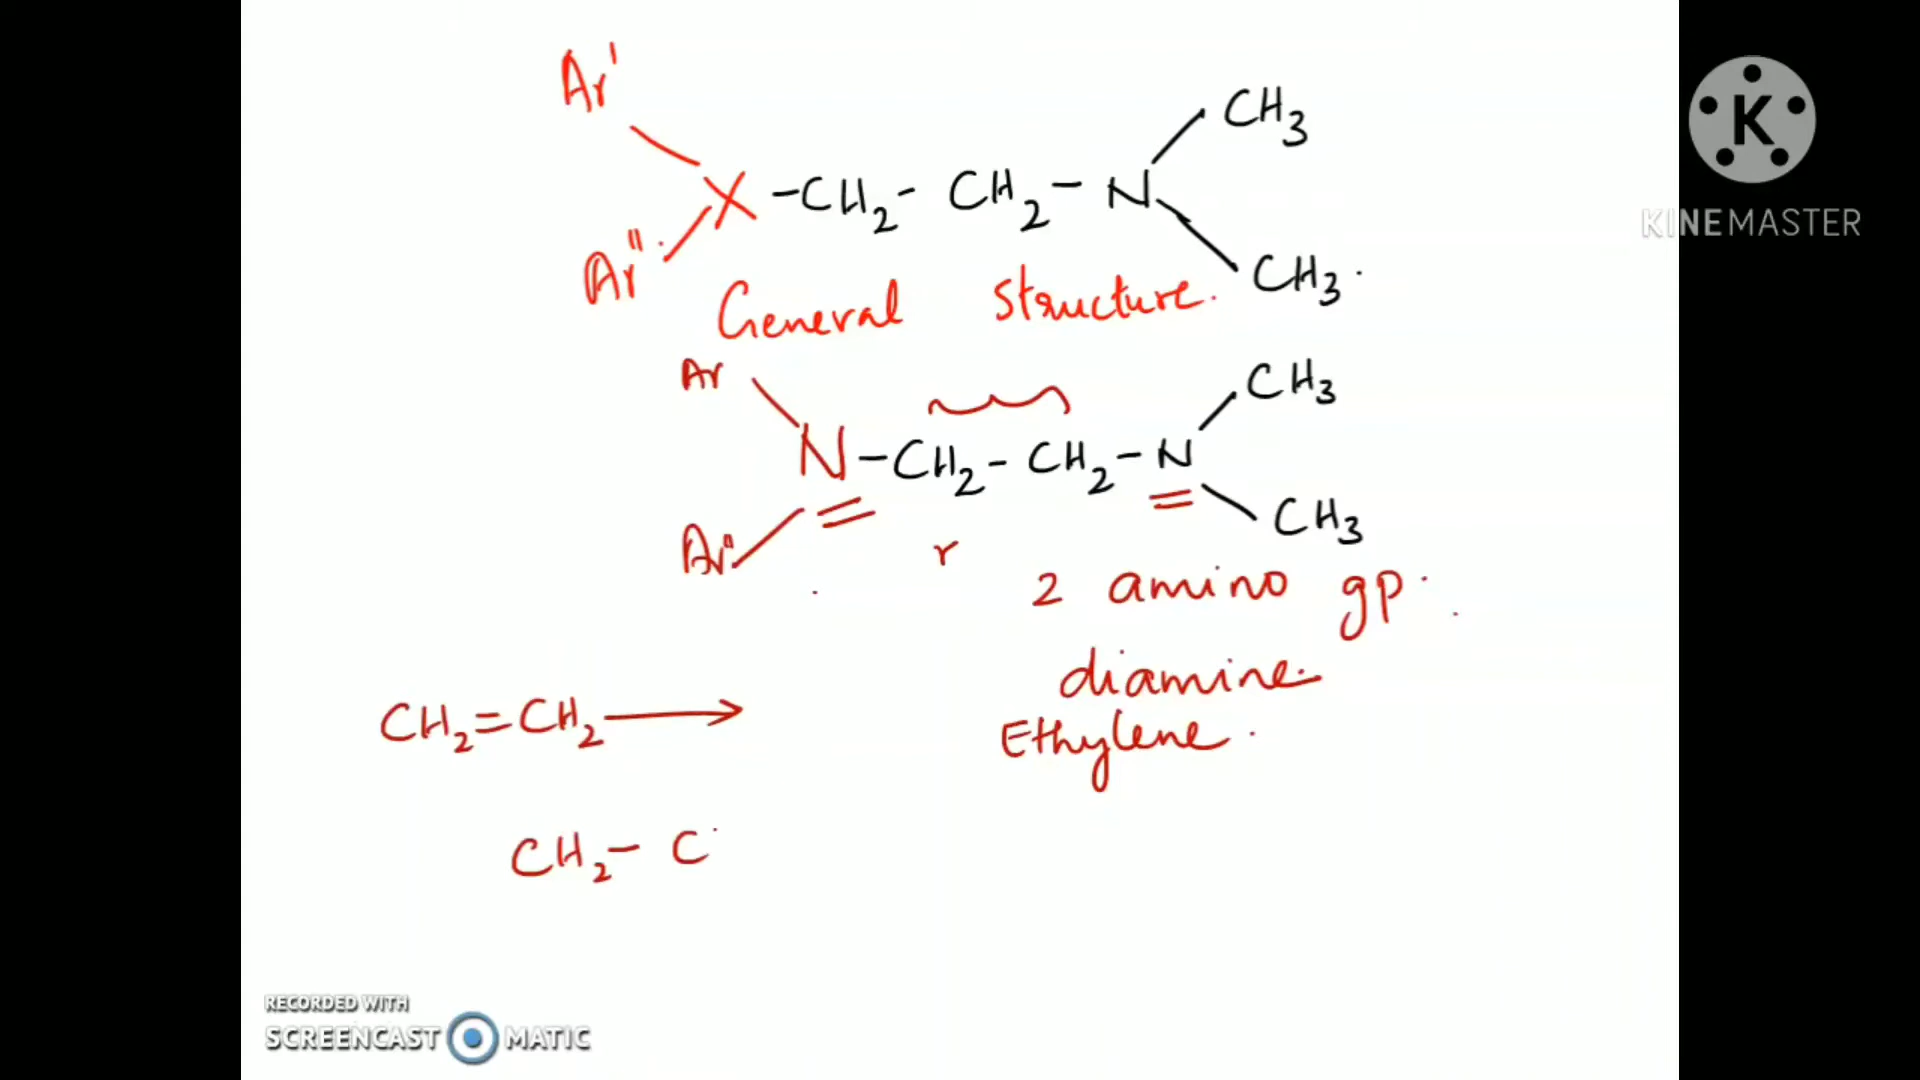 Ar'
CH3
X-CH2-CH2-N
Ar"
CH3.
General Structure.
K
KINEMASTER
Ar
CH3
N-CH2-CH2-N
CH3
Ar"
r
2 amino gp.
diamine.
CH2=CH2⟶
Ethylene.
CH2- C
RECORDED WITH
SCREENCAST MATIC